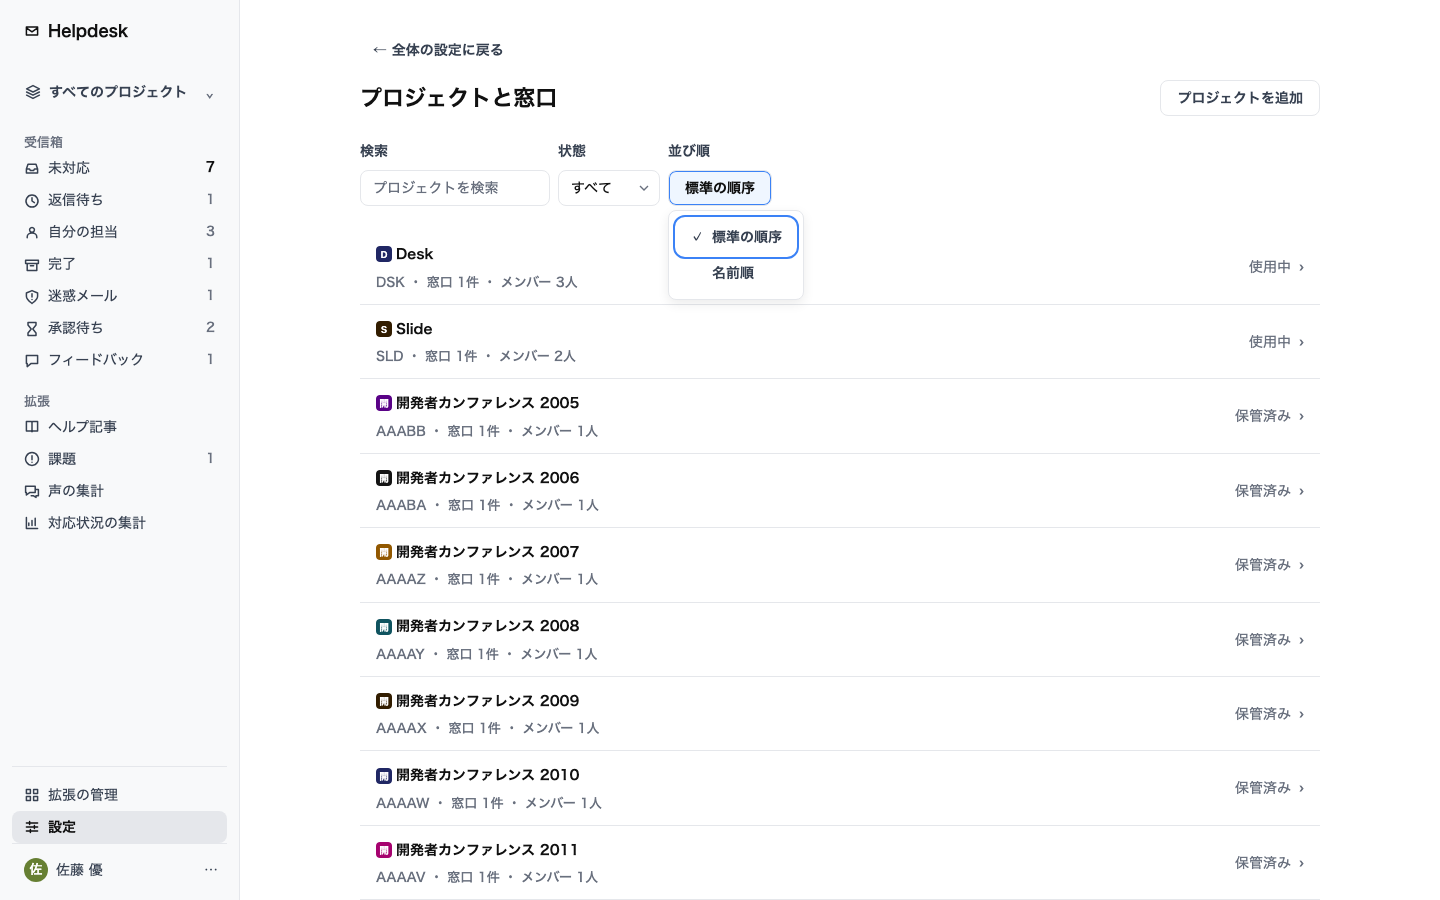 Helpdesk
すべてのプロジェクト
受信箱
未対応 7
返信待ち 1
自分の担当 3
完了 1
迷惑メール 1
承認待ち 2
フィードバック 1
拡張
ヘルプ記事
課題 1
声の集計
対応状況の集計
拡張の管理
設定
佐 佐藤 優 …
← 全体の設定に戻る
プロジェクトと窓口
プロジェクトを追加
検索 状態 並び順
プロジェクトを検索 すべて 標準の順序
✓ 標準の順序
名前順
D Desk
DSK ・ 窓口 1件 ・ メンバー 3人
使用中 ›
S Slide
SLD ・ 窓口 1件 ・ メンバー 2人
使用中 ›
開 開発者カンファレンス 2005
AAABB ・ 窓口 1件 ・ メンバー 1人
保管済み ›
開 開発者カンファレンス 2006
AAABA ・ 窓口 1件 ・ メンバー 1人
保管済み ›
開 開発者カンファレンス 2007
AAAAZ ・ 窓口 1件 ・ メンバー 1人
保管済み ›
開 開発者カンファレンス 2008
AAAAY ・ 窓口 1件 ・ メンバー 1人
保管済み ›
開 開発者カンファレンス 2009
AAAAX ・ 窓口 1件 ・ メンバー 1人
保管済み ›
開 開発者カンファレンス 2010
AAAAW ・ 窓口 1件 ・ メンバー 1人
保管済み ›
開 開発者カンファレンス 2011
AAAAV ・ 窓口 1件 ・ メンバー 1人
保管済み ›